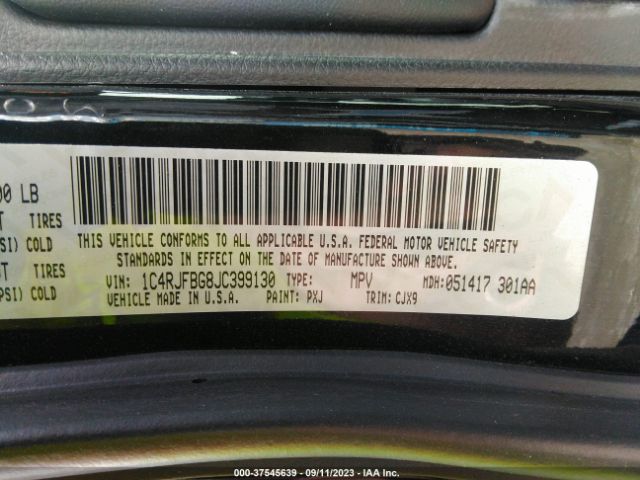 00 LB
T TIRES
PSI) COLD
ST TIRES
PSI) COLD
THIS VEHICLE CONFORMS TO ALL APPLICABLE U.S.A. FEDERAL MOTOR VEHICLE SAFETY
STANDARDS IN EFFECT ON THE DATE OF MANUFACTURE SHOWN ABOVE.
VIN: 1C4RJFBG8JC399130 TYPE: MPV MDH: 051417 301AA
VEHICLE MADE IN U.S.A. PAINT: PXJ TRIM: CJX9
000-37545639 - 09/11/2023 - IAA Inc.